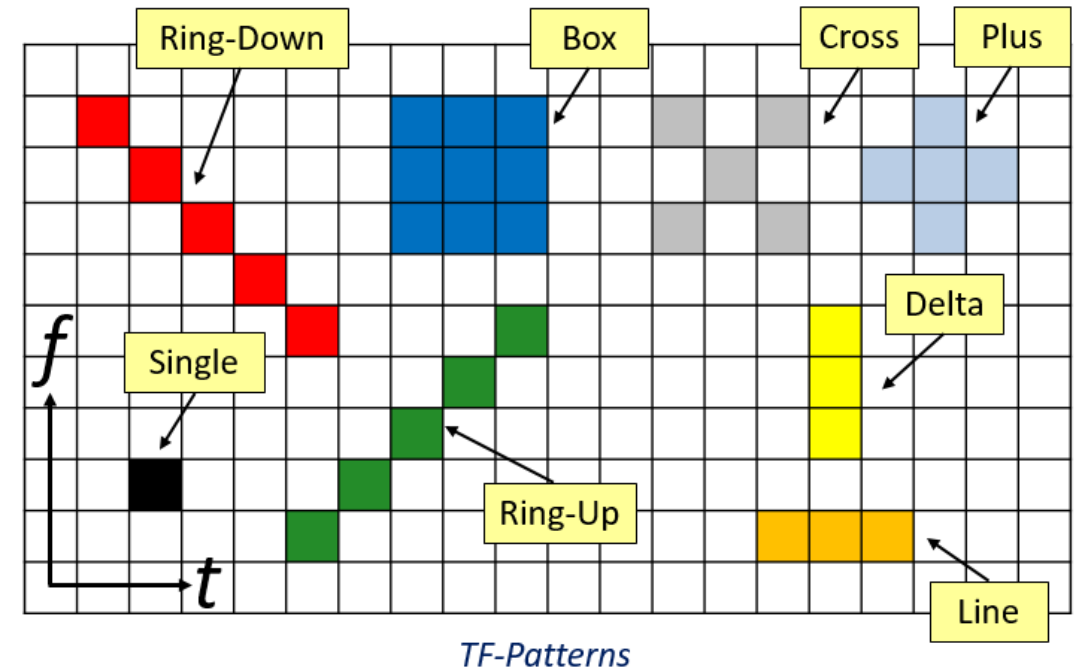 Ring-Down
Box
Cross
Plus
Delta
f
Single
Ring-Up
t
Line
TF-Patterns